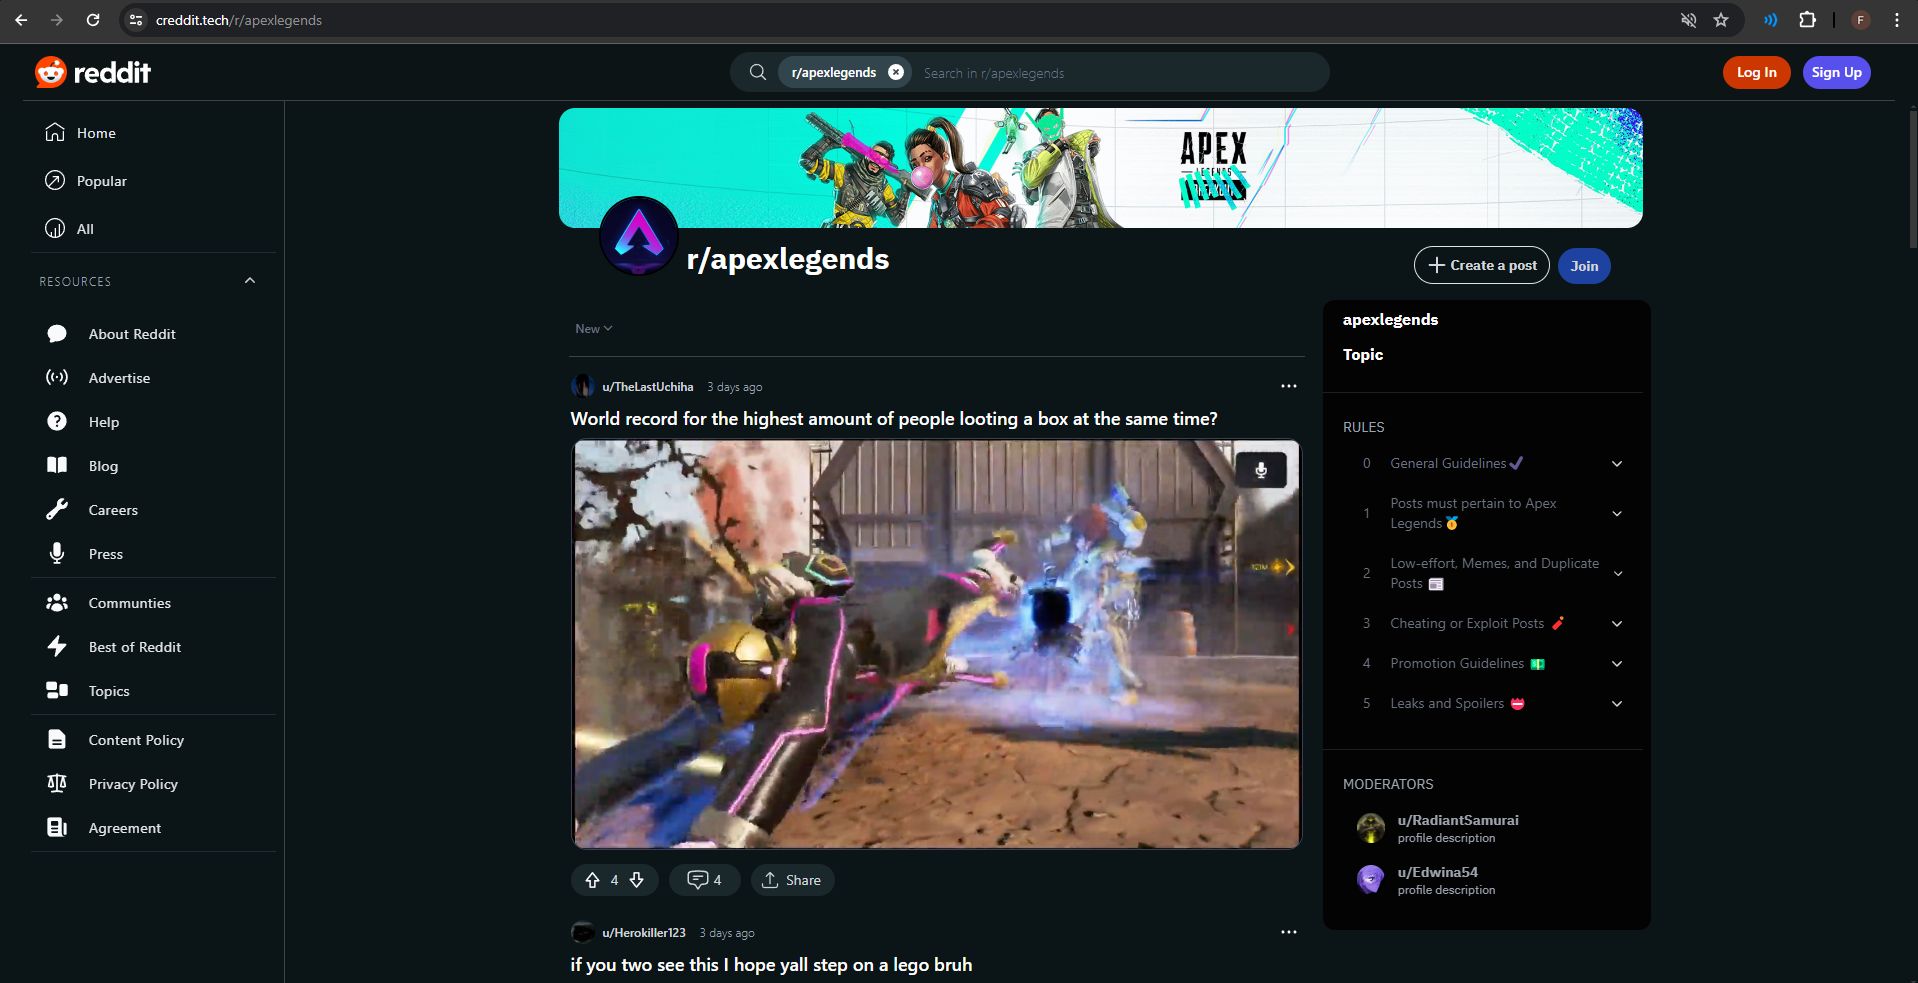 creddit.tech/r/apexlegends
F
reddit
r/apexlegends
Search in r/apexlegends
Log In
Sign Up
Home
Popular
All
RESOURCES
About Reddit
Advertise
Help
Blog
Careers
Press
Communties
Best of Reddit
Topics
Content Policy
Privacy Policy
Agreement
APEX
LEGENDS
r/apexlegends
Create a post
Join
New
u/TheLastUchiha 3 days ago
World record for the highest amount of people looting a box at the same time?
4
4
Share
u/Herokiller123 3 days ago
if you two see this I hope yall step on a lego bruh
apexlegends
Topic
RULES
0 General Guidelines
1 Posts must pertain to Apex
Legends
2 Low-effort, Memes, and Duplicate
Posts
3 Cheating or Exploit Posts
4 Promotion Guidelines
5 Leaks and Spoilers
MODERATORS
u/RadiantSamurai
profile description
u/Edwina54
profile description